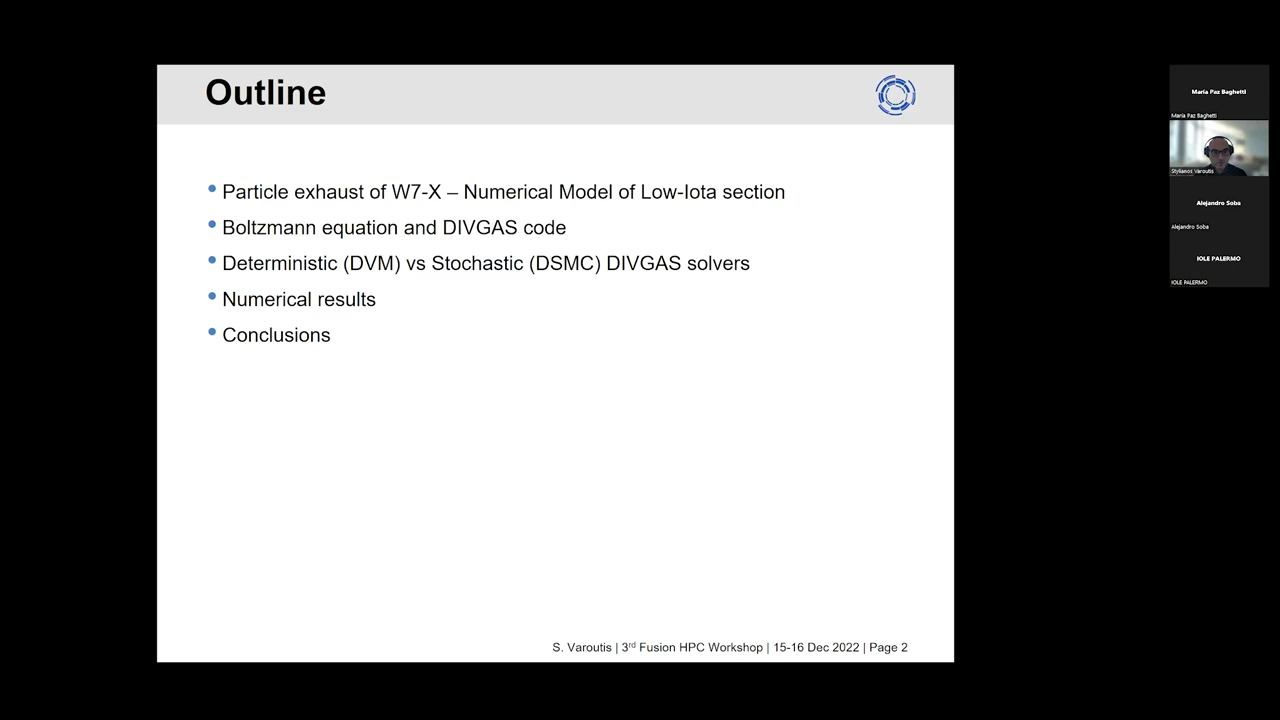 Outline
Particle exhaust of W7-X – Numerical Model of Low-Iota section
Boltzmann equation and DIVGAS code
Deterministic (DVM) vs Stochastic (DSMC) DIVGAS solvers
Numerical results
Conclusions
S. Varoutis | 3rd Fusion HPC Workshop | 15-16 Dec 2022 | Page 2
María Paz Baghetti
María Paz Baghetti
Stylianos Varoutis
Alejandro Soba
Alejandro Soba
IOLE PALERMO
IOLE PALERMO